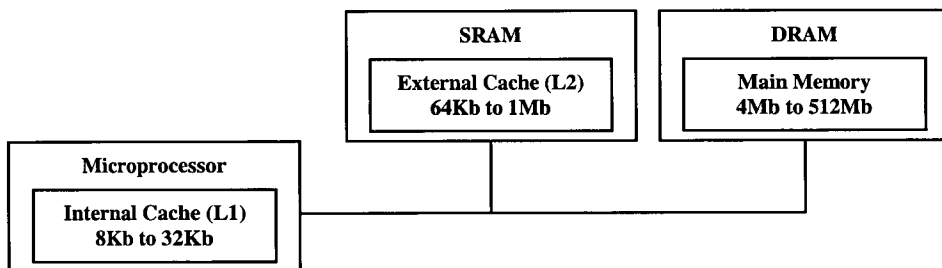 SRAM
External Cache (L2)
64Kb to 1Mb
DRAM
Main Memory
4Mb to 512Mb
Microprocessor
Internal Cache (L1)
8Kb to 32Kb